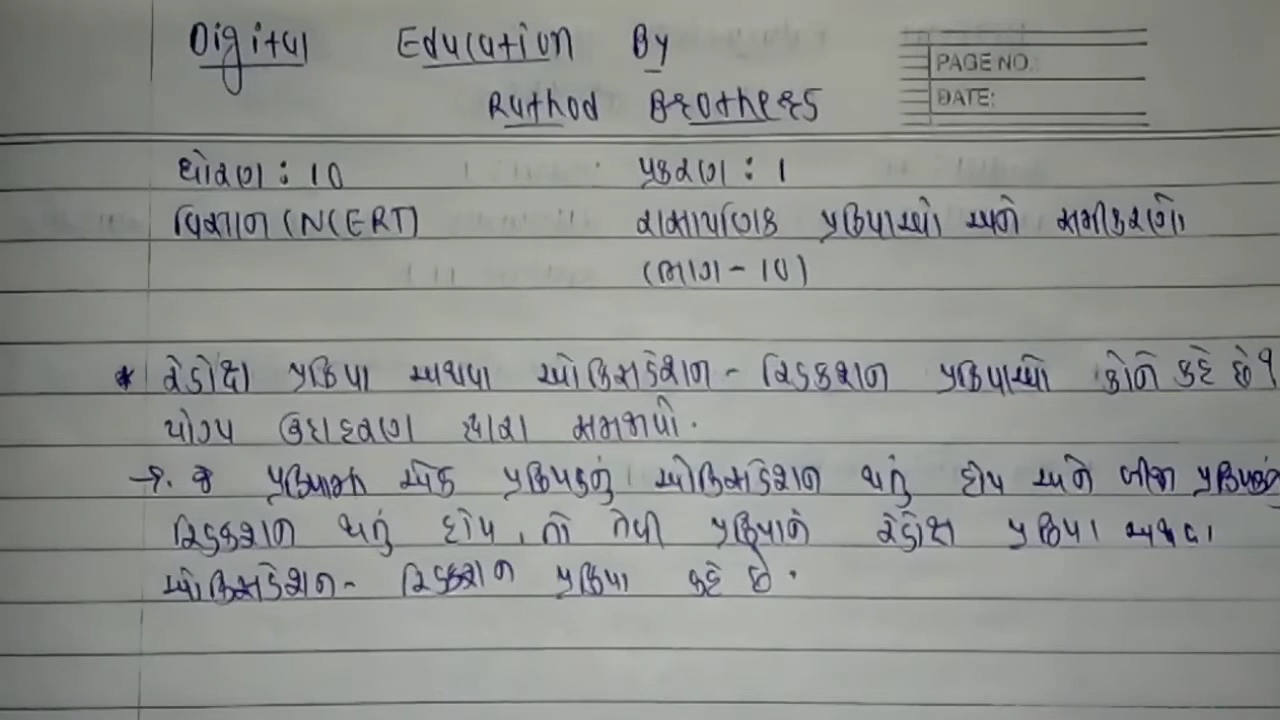 Digital Education By
Rathod Brothers
PAGE NO.:
DATE:
ધોરણ : 10 પ્રકરણ : 1
વિજ્ઞાન (NCERT) રાસાયણિક પ્રક્રિયાઓ અને સમીકરણો
(ભાગ - 10)
* રેડોક્ષ પ્રક્રિયા અથવા ઓક્સિડેશન - રિડક્શન પ્રક્રિયાઓ કોને કહે છે ?
યોગ્ય ઉદાહરણ દ્વારા સમજાવો.
→. જે પ્રક્રિયામાં એક પ્રક્રિયકનું ઓક્સિડેશન થતું હોય અને બીજા પ્રક્રિયકનું
રિડક્શન થતું હોય, તો તેવી પ્રક્રિયાને રેડોક્ષ પ્રક્રિયા અથવા
ઓક્સિડેશન - રિડક્શન પ્રક્રિયા કહે છે.